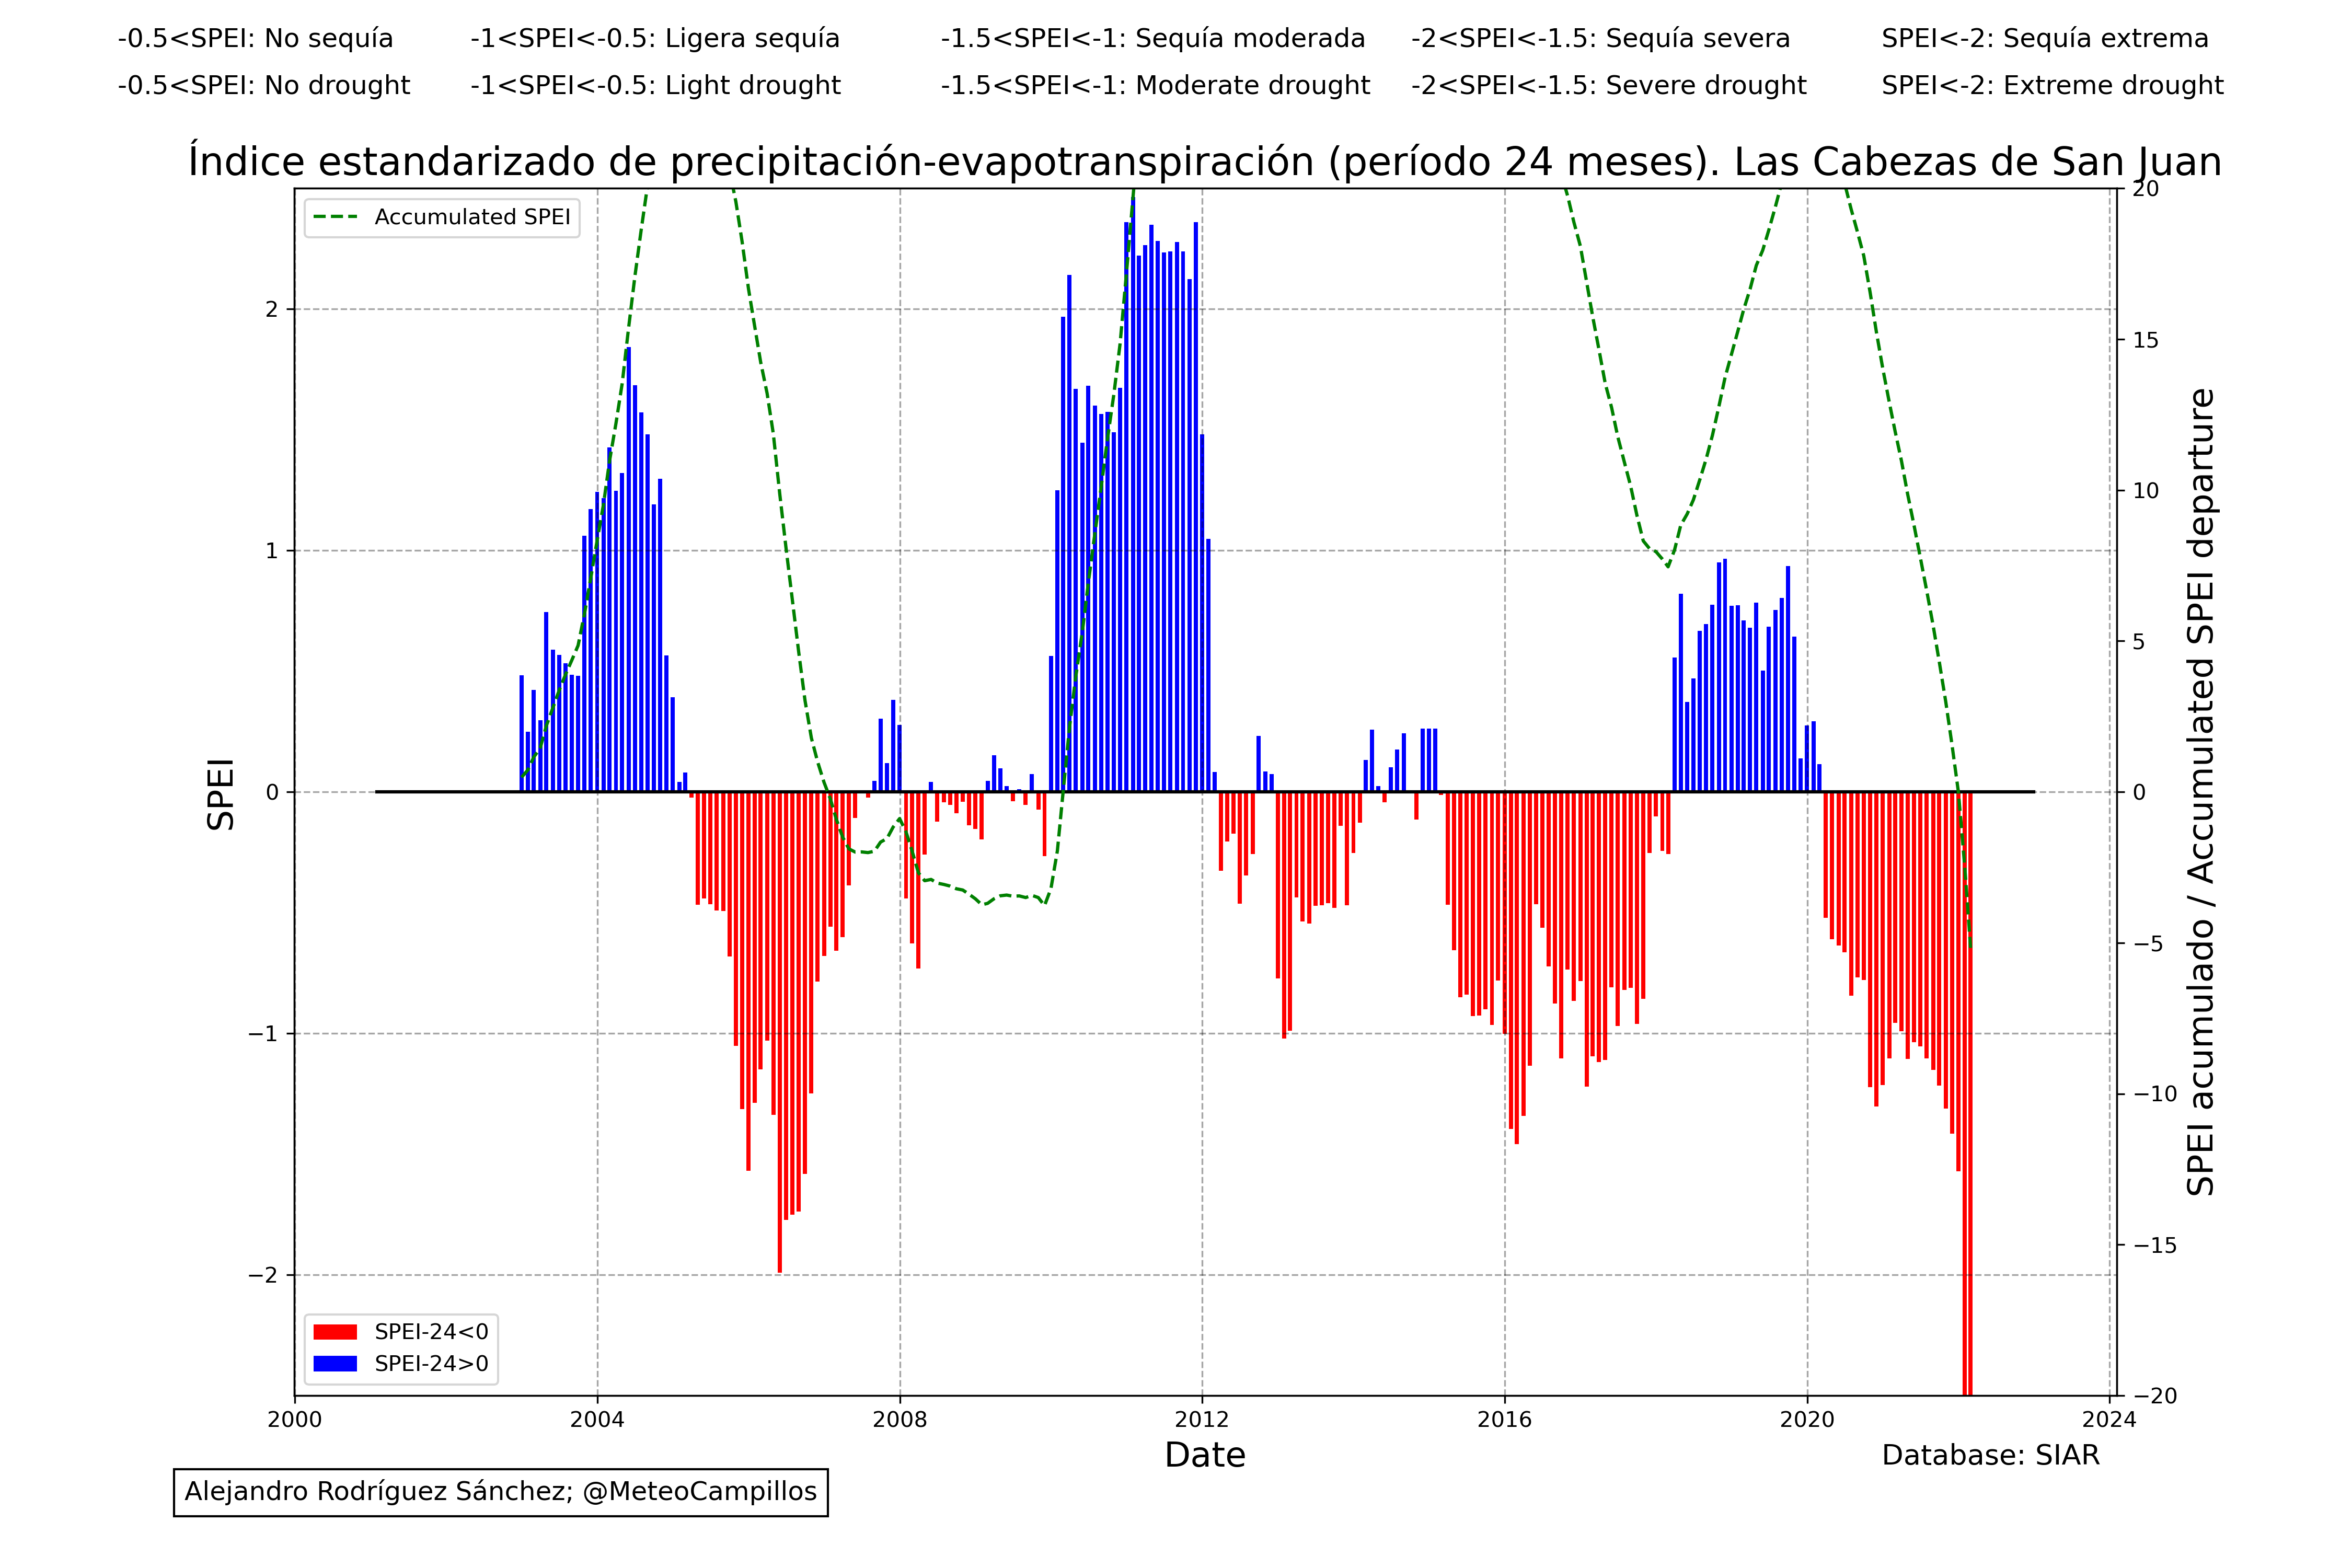 -0.5<SPEI: No sequía -1<SPEI<-0.5: Ligera sequía -1.5<SPEI<-1: Sequía moderada -2<SPEI<-1.5: Sequía severa SPEI<-2: Sequía extrema
-0.5<SPEI: No drought -1<SPEI<-0.5: Light drought -1.5<SPEI<-1: Moderate drought -2<SPEI<-1.5: Severe drought SPEI<-2: Extreme drought
Índice estandarizado de precipitación-evapotranspiración (período 24 meses). Las Cabezas de San Juan
Accumulated SPEI
2
1
0
−1
−2
SPEI
20
15
10
5
0
−5
−10
−15
−20
SPEI acumulado / Accumulated SPEI departure
SPEI-24<0
SPEI-24>0
2000 2004 2008 2012 2016 2020 2024
Date
Database: SIAR
Alejandro Rodríguez Sánchez; @MeteoCampillos